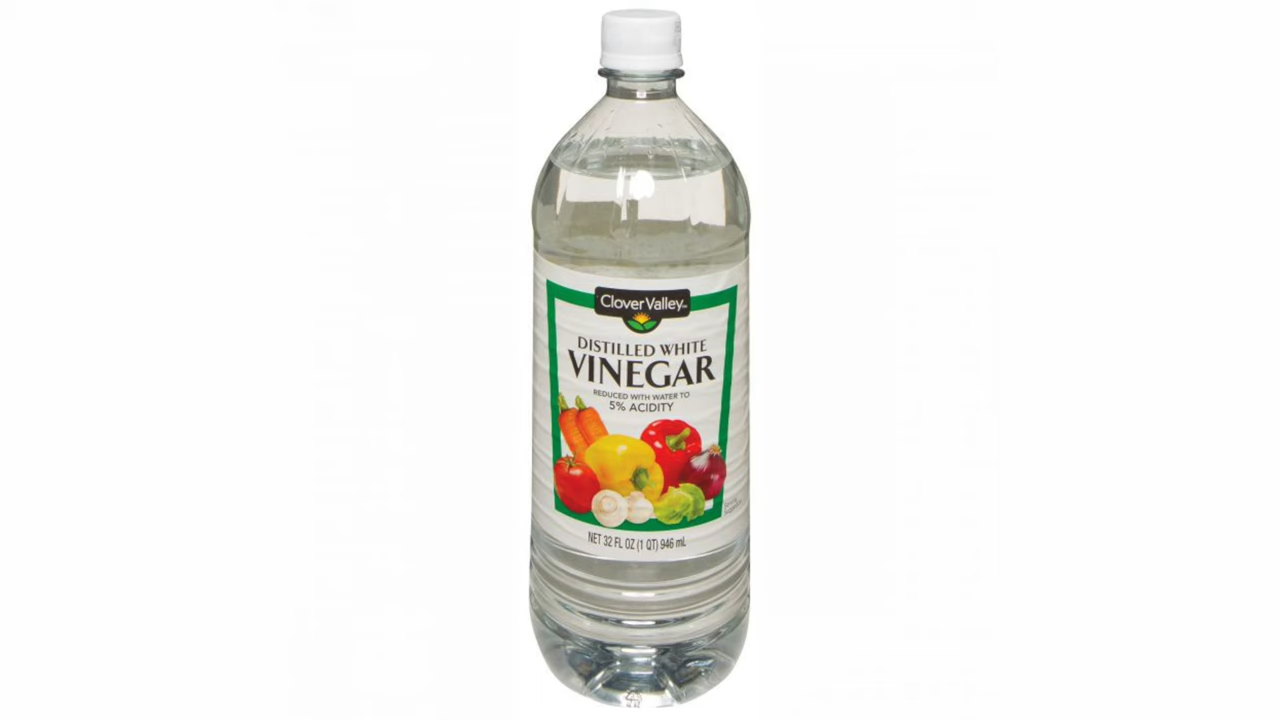 Clover Valley
DISTILLED WHITE
VINEGAR
REDUCED WITH WATER TO
5% ACIDITY
NET 32 FL OZ (1 QT) 946 mL